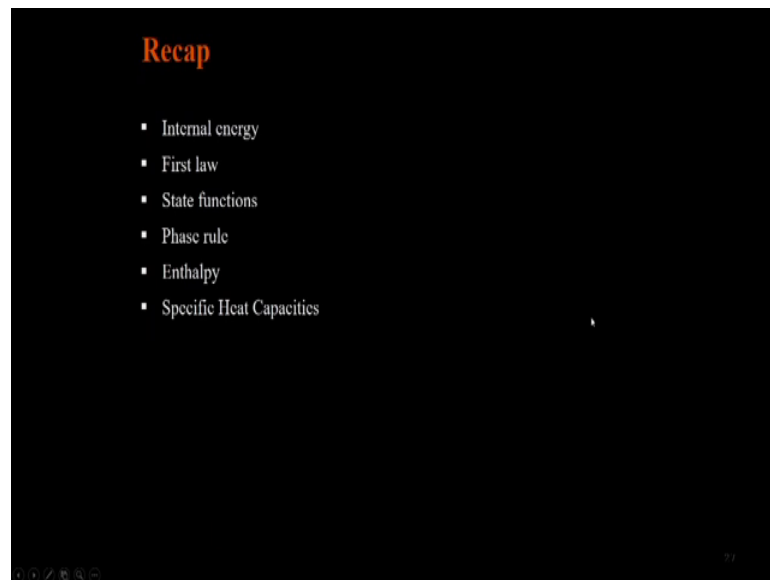 Recap
Internal energy
First law
State functions
Phase rule
Enthalpy
Specific Heat Capacities